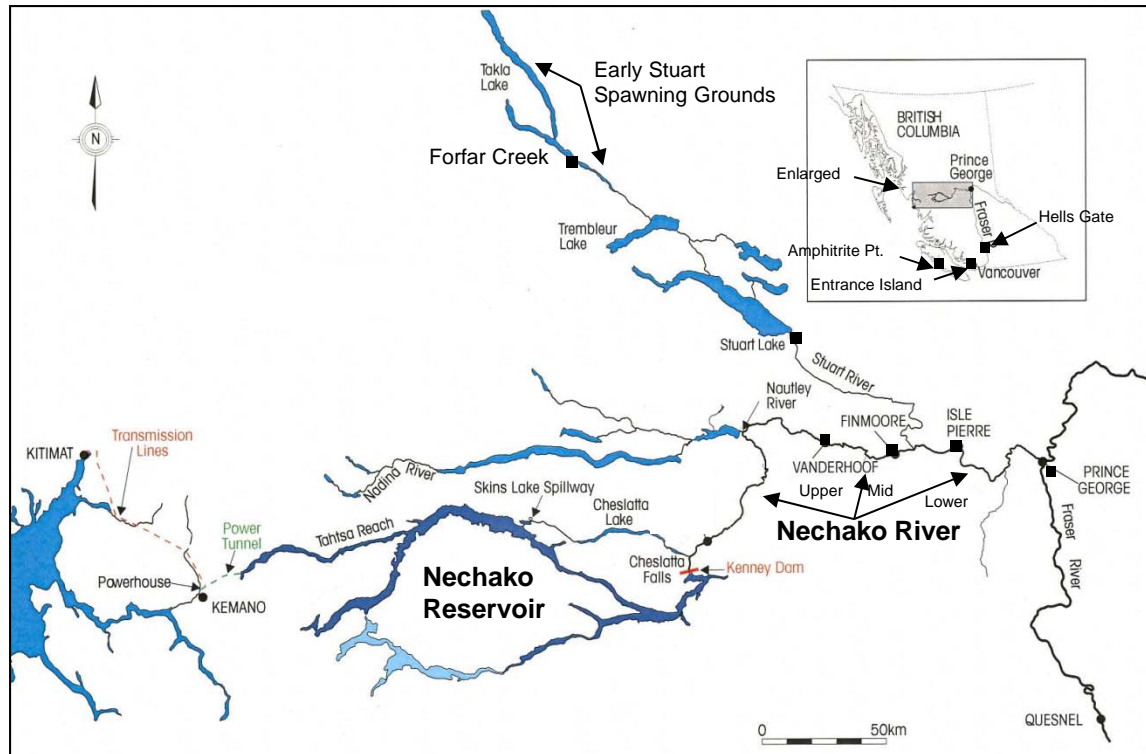 Takla
Lake
Early Stuart
Spawning Grounds
N
Forfar Creek
BRITISH
COLUMBIA
Prince
George
Enlarged
Fraser
Hells Gate
Amphitrite Pt.
Vancouver
Entrance Island
Trembleur
Lake
Stuart Lake
Stuart River
Nautley
River
FINMOORE
ISLE
PIERRE
KITIMAT
Transmission
Lines
Nadina River
VANDERHOOF
PRINCE
GEORGE
Upper
Mid
Lower
Skins Lake Spillway
Cheslatta
Lake
Nechako River
Power
Tunnel
Tahtsa Reach
Fraser
River
Powerhouse
Nechako
Reservoir
Cheslatta
Falls
Kenney Dam
KEMANO
0 50km
QUESNEL